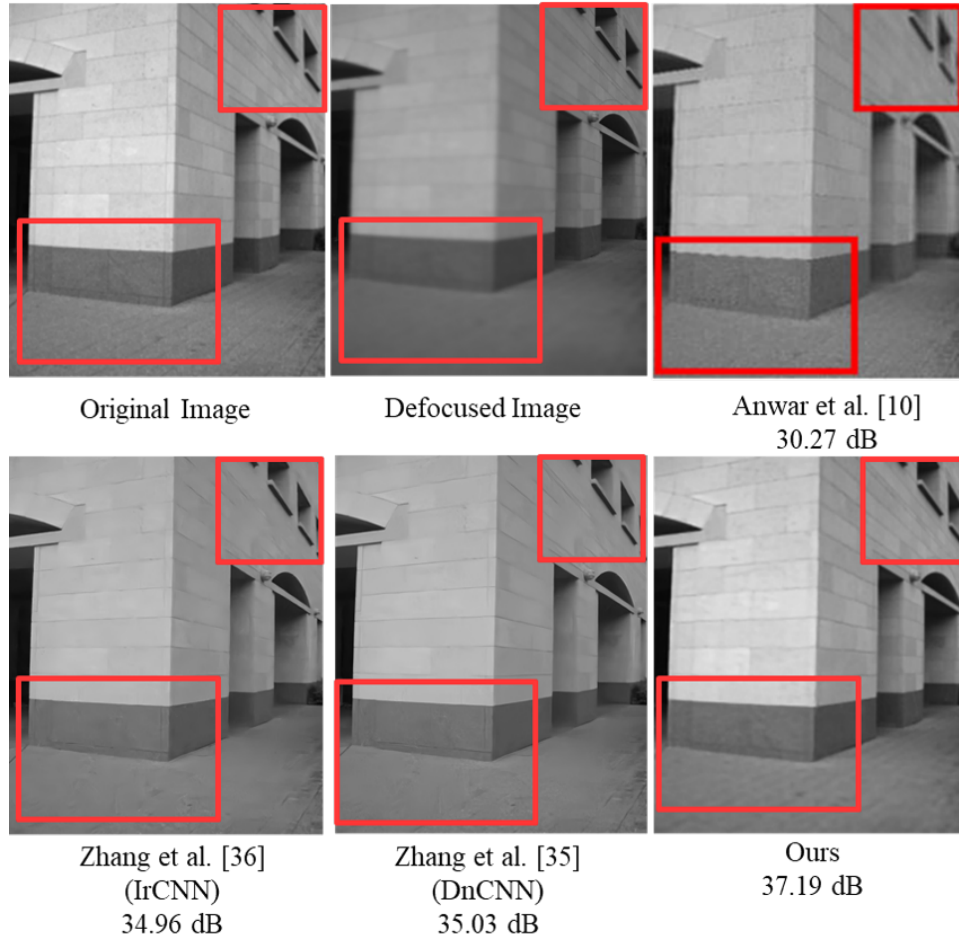 Original Image
Defocused Image
Anwar et al. [10]
30.27 dB
Zhang et al. [36]
(IrCNN)
34.96 dB
Zhang et al. [35]
(DnCNN)
35.03 dB
Ours
37.19 dB